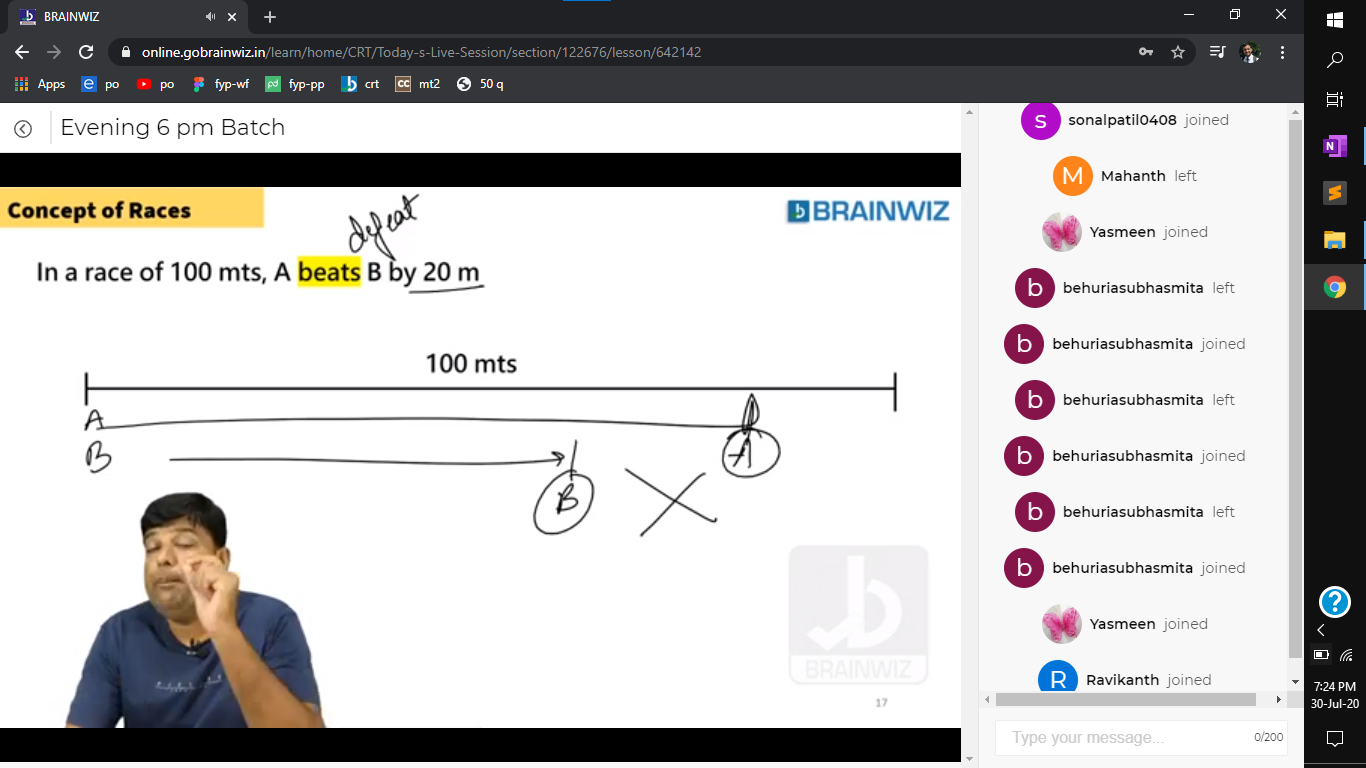 BRAINWIZ
online.gobrainwiz.in/learn/home/CRT/Today-s-Live-Session/section/122676/lesson/642142
Apps po po fyp-wf fyp-pp crt CC mt2 50 q
Evening 6 pm Batch
Concept of Races
BRAINWIZ
defeat
In a race of 100 mts, A beats B by 20 m
100 mts
A
B
A
B
BRAINWIZ
17
s sonalpatil0408 joined
M Mahanth left
Yasmeen joined
b behuriasubhasmita left
b behuriasubhasmita joined
b behuriasubhasmita left
b behuriasubhasmita joined
b behuriasubhasmita left
b behuriasubhasmita joined
Yasmeen joined
R Ravikanth joined
Type your message... 0/200
7:24 PM
30-Jul-20